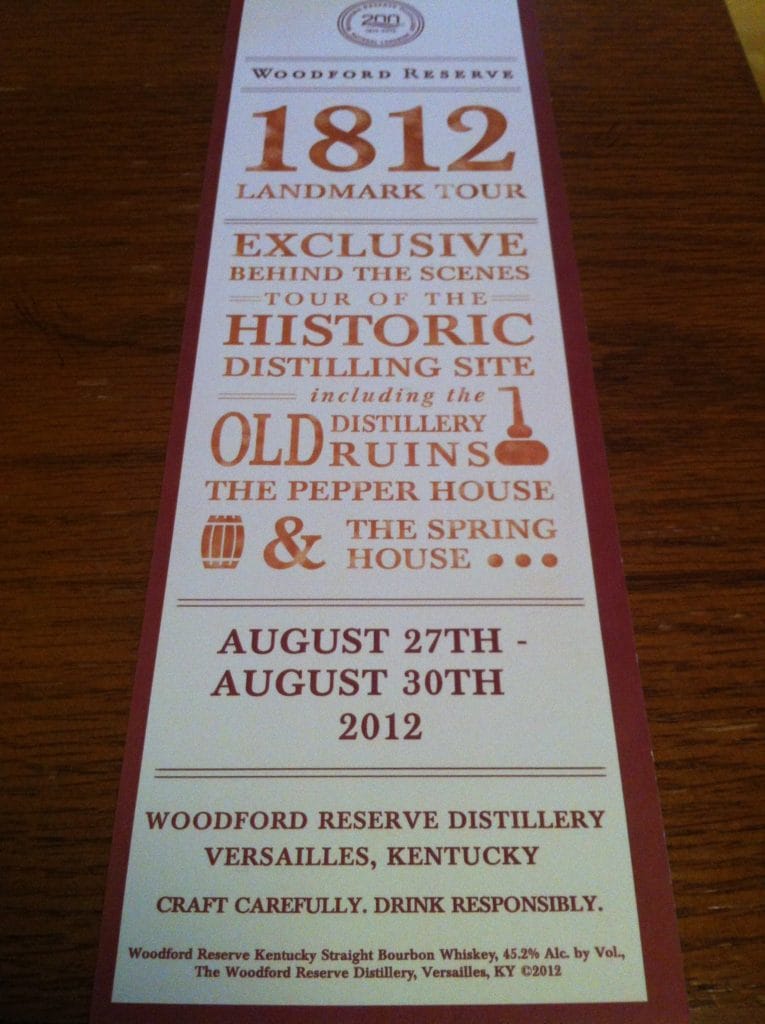 200
WOODFORD RESERVE
1812
LANDMARK TOUR
EXCLUSIVE
BEHIND THE SCENES
TOUR OF THE
HISTORIC
DISTILLING SITE
including the
OLD DISTILLERY
RUINS
THE PEPPER HOUSE
& THE SPRING
HOUSE ...
AUGUST 27TH -
AUGUST 30TH
2012
WOODFORD RESERVE DISTILLERY
VERSAILLES, KENTUCKY
CRAFT CAREFULLY. DRINK RESPONSIBLY.
Woodford Reserve Kentucky Straight Bourbon Whiskey, 45.2% Alc. by Vol.,
The Woodford Reserve Distillery, Versailles, KY ©2012